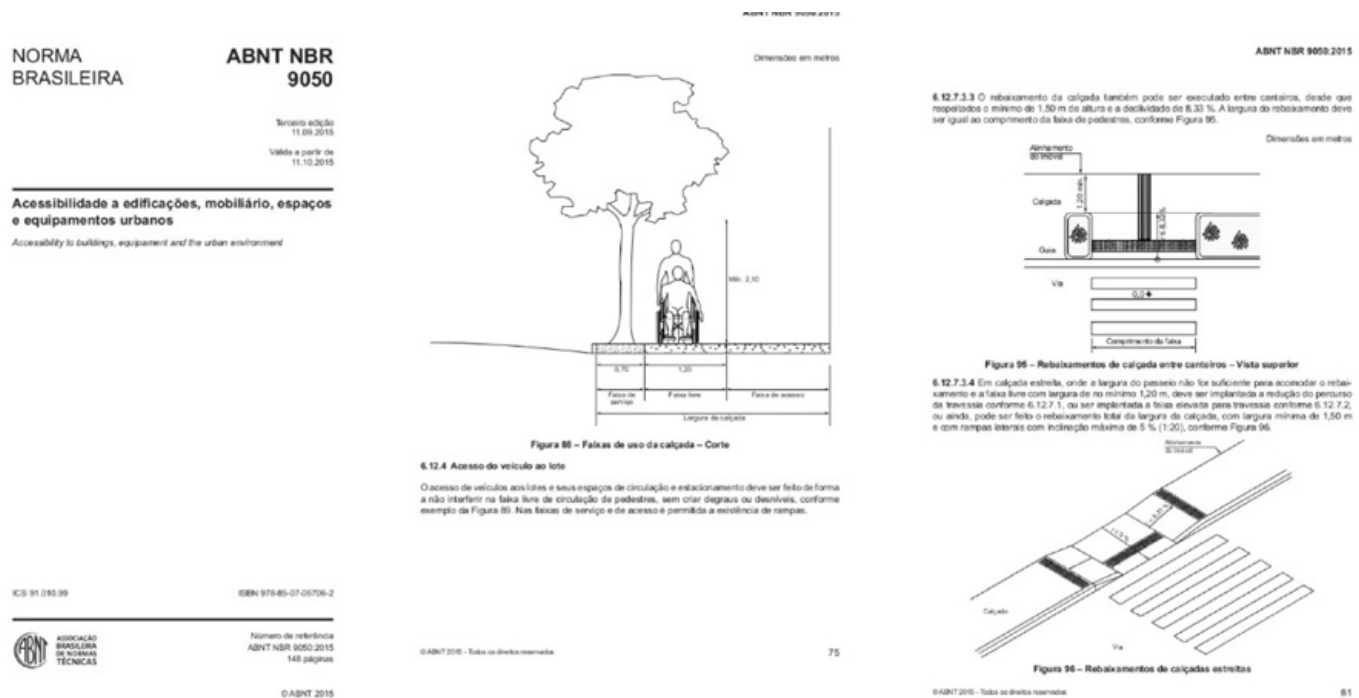 NORMA
BRASILEIRA
ABNT NBR
9050
Terceira edição
11.09.2015
Válida a partir de
11.10.2015
Acessibilidade a edificações, mobiliário, espaços
e equipamentos urbanos
Accessibility to buildings, equipament and the urban environment
ICS 91.010.99
ISBN 978-85-07-05706-2
ABNT
ASSOCIAÇÃO
BRASILEIRA
DE NORMAS
TÉCNICAS
Número de referência
ABNT NBR 9050:2015
148 páginas
© ABNT 2015
ABNT NBR 9050:2015
Dimensões em metros
Mín. 2,10
0,70
1,20
Faixa de
serviço
Faixa livre
Faixa de acesso
Largura da calçada
Figura 88 – Faixas de uso da calçada – Corte
6.12.4 Acesso do veículo ao lote
O acesso de veículos aos lotes e seus espaços de circulação e estacionamento deve ser feito de forma
a não interferir na faixa livre de circulação de pedestres, sem criar degraus ou desníveis, conforme
exemplo da Figura 89. Nas faixas de serviço e de acesso é permitida a existência de rampas.
© ABNT 2015 - Todos os direitos reservados
75
ABNT NBR 9050:2015
6.12.7.3.3 O rebaixamento da calçada também pode ser executado entre canteiros, desde que
respeitados o mínimo de 1,50 m de altura e a declividade de 8,33 %. A largura do rebaixamento deve
ser igual ao comprimento da faixa de pedestres, conforme Figura 95.
Dimensões em metros
Alinhamento
do imóvel
Calçada
1,20 mín.
Guia
Via
Comprimento da faixa
Figura 95 – Rebaixamentos de calçada entre canteiros – Vista superior
6.12.7.3.4 Em calçada estreita, onde a largura do passeio não for suficiente para acomodar o rebai-
xamento e a faixa livre com largura de no mínimo 1,20 m, deve ser implantada a redução do percurso
da travessia conforme 6.12.7.1, ou ser implantada a faixa elevada para travessia conforme 6.12.7.2,
ou ainda, pode ser feito o rebaixamento total da largura da calçada, com largura mínima de 1,50 m
e com rampas laterais com inclinação máxima de 5 % (1:20), conforme Figura 96.
Alinhamento
do imóvel
Calçada
Via
Figura 96 – Rebaixamentos de calçadas estreitas
© ABNT 2015 - Todos os direitos reservados
81